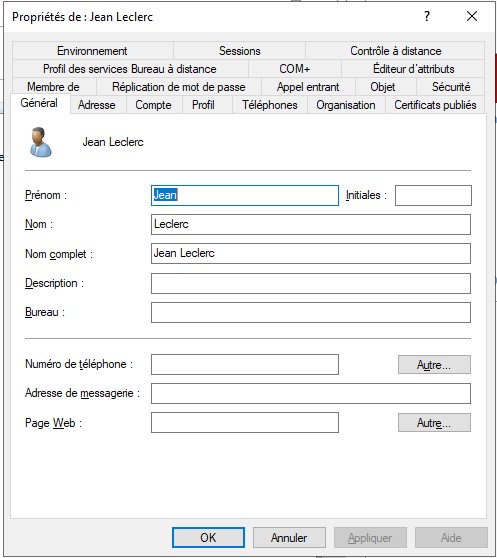 Propriétés de : Jean Leclerc ? ×
Environnement Sessions Contrôle à distance
Profil des services Bureau à distance COM+ Éditeur d'attributs
Membre de Réplication de mot de passe Appel entrant Objet Sécurité
Général Adresse Compte Profil Téléphones Organisation Certificats publiés
Jean Leclerc
Prénom : Jean Initiales :
Nom : Leclerc
Nom complet : Jean Leclerc
Description :
Bureau :
Numéro de téléphone : Autre...
Adresse de messagerie :
Page Web : Autre...
OK Annuler Appliquer Aide